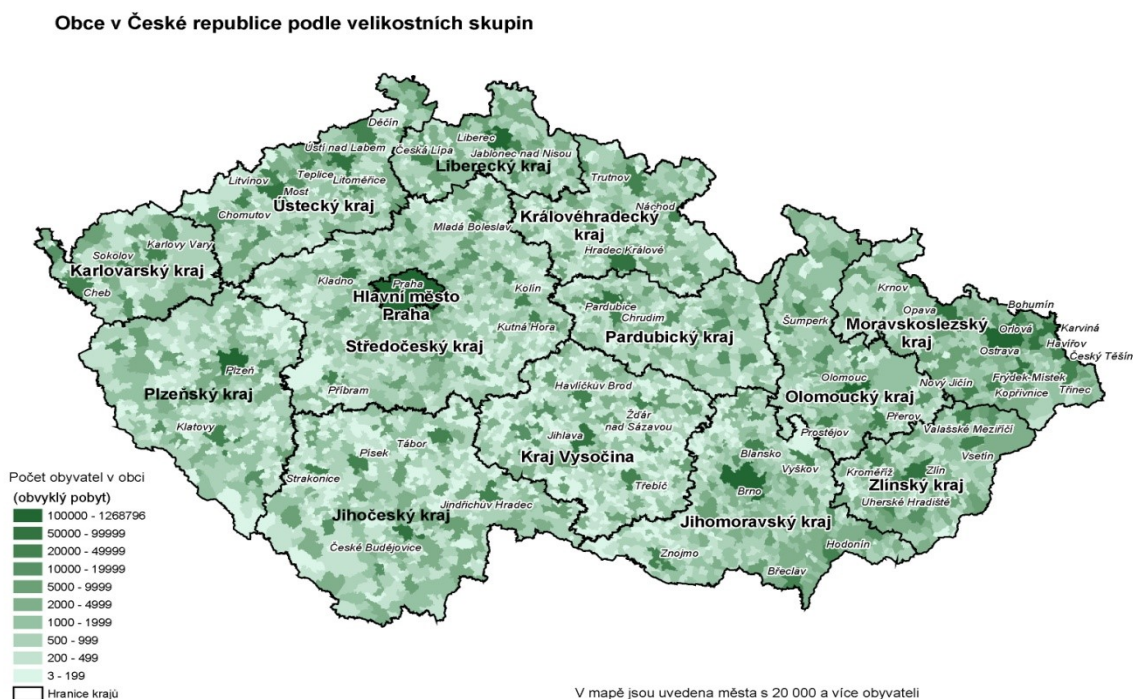 Obce v České republice podle velikostních skupin
Děčín
Liberec
Ústí nad Labem
Česká Lípa
Jablonec nad Nisou
Liberecký kraj
Teplice
Litoměřice
Litvínov
Most
Ústecký kraj
Chomutov
Trutnov
Náchod
Královéhradecký
kraj
Hradec Králové
Mladá Boleslav
Karlovy Vary
Sokolov
Karlovarský kraj
Cheb
Kladno
Praha
Hlavní město
Praha
Kolín
Kutná Hora
Středočeský kraj
Příbram
Pardubice
Chrudim
Pardubický kraj
Šumperk
Krnov
Opava
Bohumín
Moravskoslezský
kraj
Orlová
Karviná
Havířov
Ostrava
Český Těšín
Frýdek-Místek
Třinec
Nový Jičín
Kopřivnice
Olomouc
Olomoucký kraj
Přerov
Prostějov
Plzeň
Plzeňský kraj
Klatovy
Havlíčkův Brod
Žďár
nad Sázavou
Jihlava
Kraj Vysočina
Třebíč
Valašské Meziříčí
Vsetín
Kroměříž
Zlín
Zlínský kraj
Uherské Hradiště
Blansko
Vyškov
Brno
Jihomoravský kraj
Hodonín
Znojmo
Břeclav
Tábor
Písek
Strakonice
Jindřichův Hradec
Jihočeský kraj
České Budějovice
Počet obyvatel v obci
(obvyklý pobyt)
100000 - 1268796
50000 - 99999
20000 - 49999
10000 - 19999
5000 - 9999
2000 - 4999
1000 - 1999
500 - 999
200 - 499
3 - 199
Hranice krajů
V mapě jsou uvedena města s 20 000 a více obyvateli